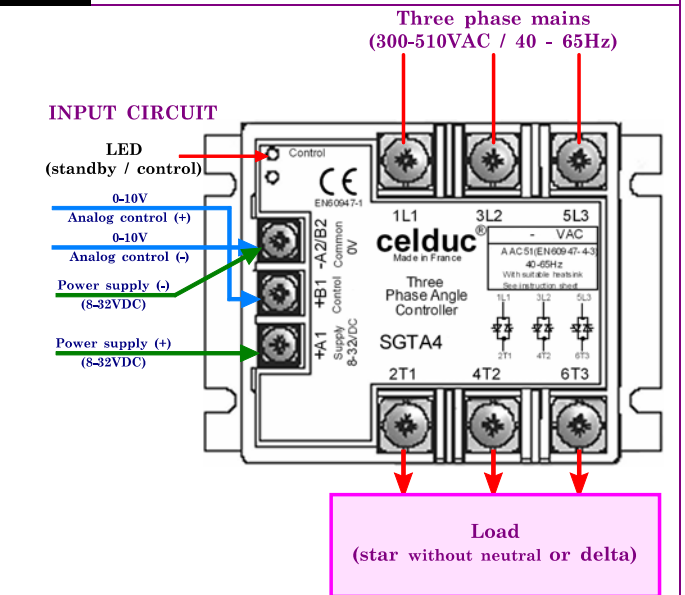 Three phase mains
(300-510VAC / 40 - 65Hz)
INPUT CIRCUIT
LED
(standby / control)
0-10V
Analog control (+)
0-10V
Analog control (-)
Power supply (-)
(8-32VDC)
Power supply (+)
(8-32VDC)
Control
CE
EN60947-1
-A2/B2
Common
0V
+B1
Control
+A1
Supply
8-32VDC
1L1 3L2 5L3
celduc®
Made in France
Three
Phase Angle
Controller
SGTA4
- VAC
AAC51(EN60947-4-3)
40-65Hz
With suitable heatsink
See instruction sheet
1L1 3L2 5L3
2T1 4T2 6T3
2T1 4T2 6T3
Load
(star without neutral or delta)